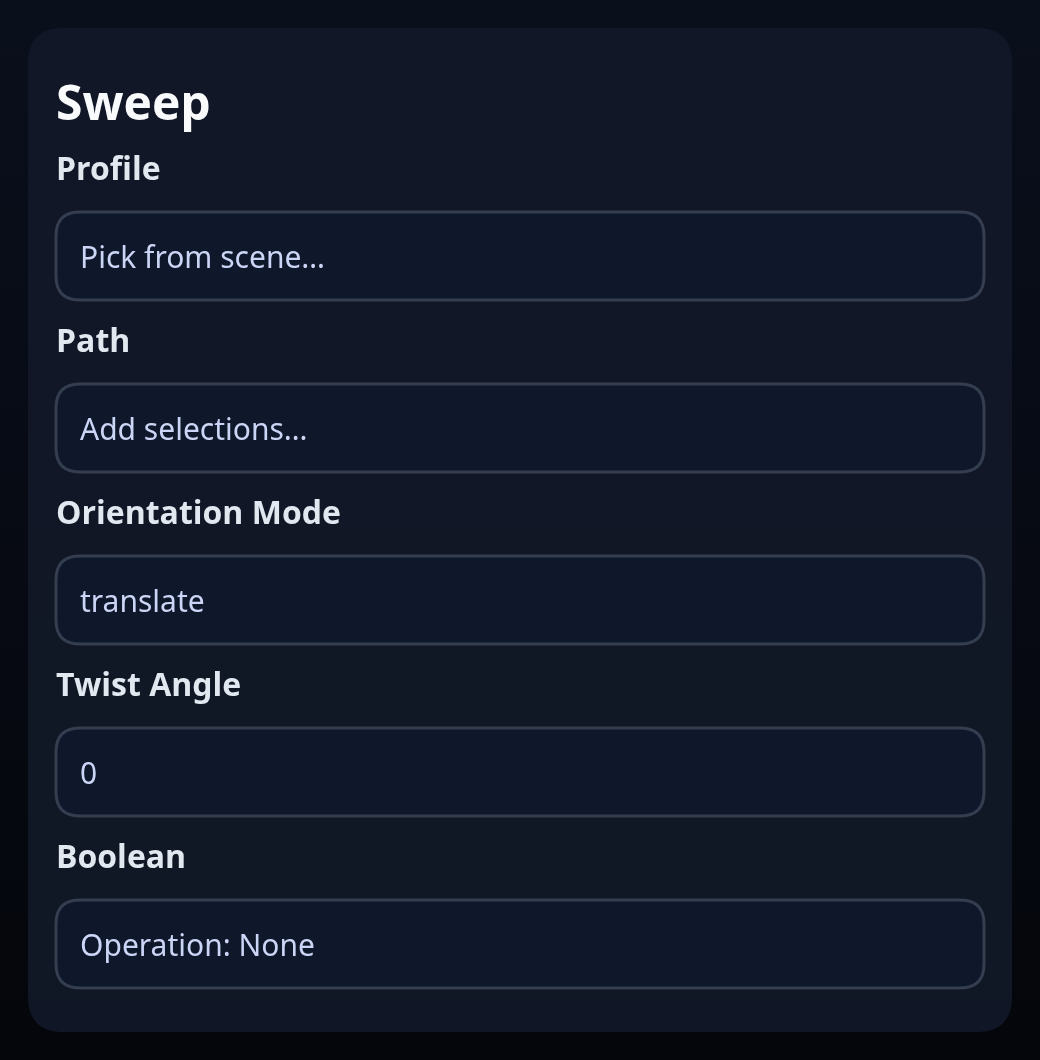 Sweep
Profile
Pick from scene...
Path
Add selections...
Orientation Mode
translate
Twist Angle
0
Boolean
Operation: None